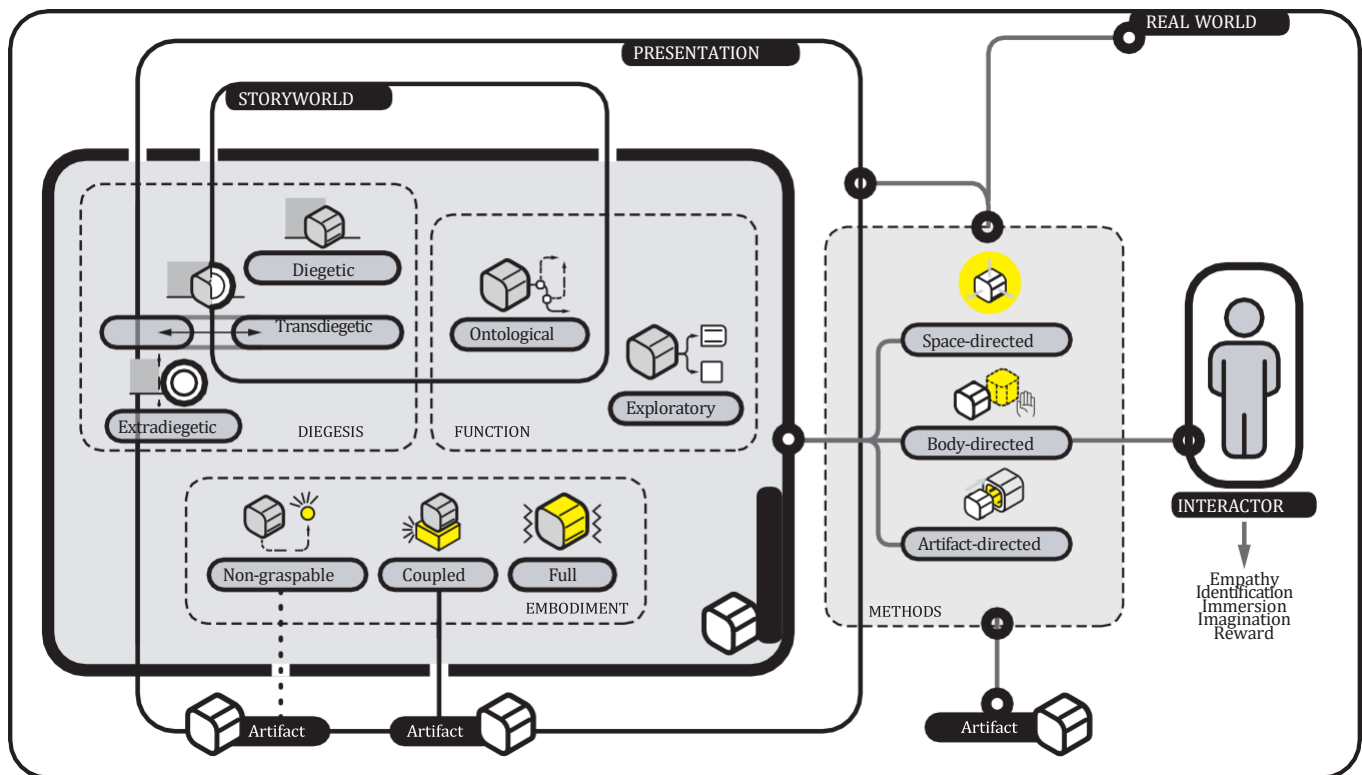 REAL WORLD
PRESENTATION
STORYWORLD
Diegetic
Transdiegetic
Extradiegetic
DIEGESIS
Ontological
Exploratory
FUNCTION
Non-graspable
Coupled
Full
EMBODIMENT
Space-directed
Body-directed
Artifact-directed
METHODS
INTERACTOR
Empathy
Identification
Immersion
Imagination
Reward
Artifact
Artifact
Artifact